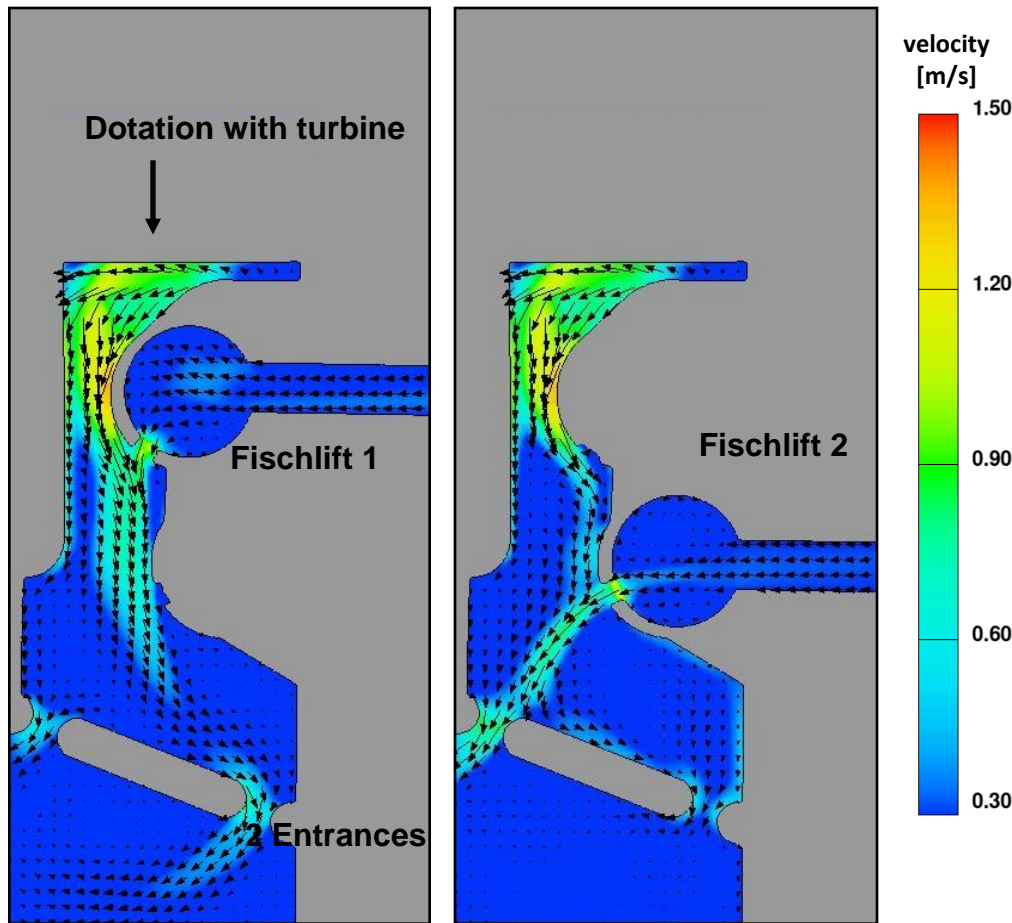 velocity
[m/s]
1.50
Dotation with turbine
1.20
Fischlift 1
Fischlift 2
0.90
0.60
0.30
2 Entrances